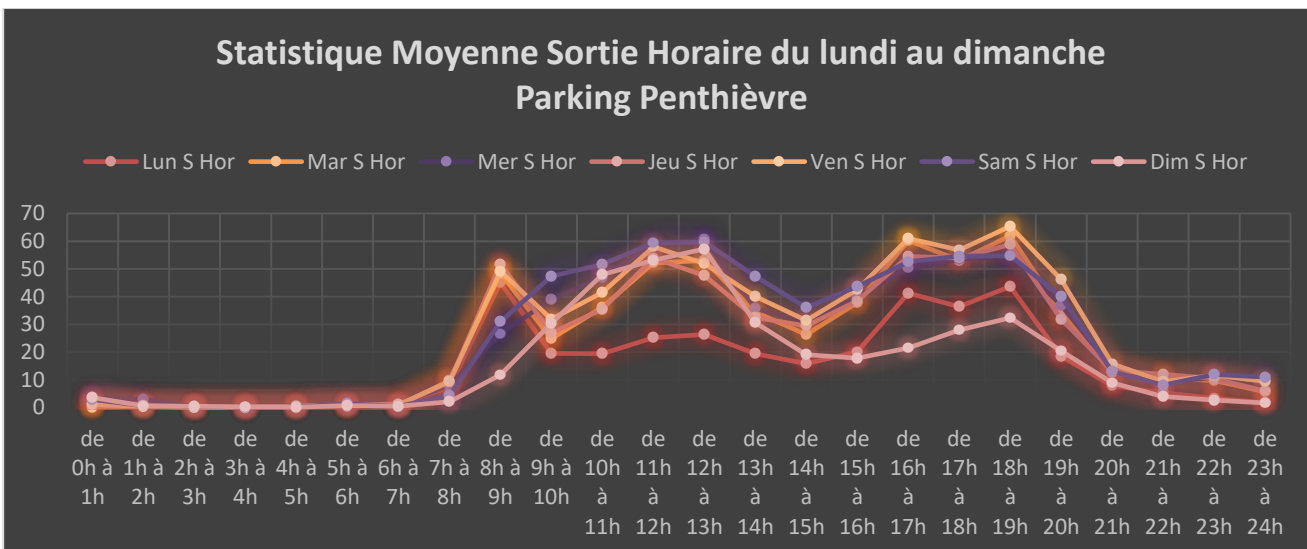 Statistique Moyenne Sortie Horaire du lundi au dimanche
Parking Penthièvre
Lun S Hor Mar S Hor Mer S Hor Jeu S Hor Ven S Hor Sam S Hor Dim S Hor
70
60
50
40
30
20
10
0
de 0h à 1h
de 1h à 2h
de 2h à 3h
de 3h à 4h
de 4h à 5h
de 5h à 6h
de 6h à 7h
de 7h à 8h
de 8h à 9h
de 9h à 10h
de 10h à 11h
de 11h à 12h
de 12h à 13h
de 13h à 14h
de 14h à 15h
de 15h à 16h
de 16h à 17h
de 17h à 18h
de 18h à 19h
de 19h à 20h
de 20h à 21h
de 21h à 22h
de 22h à 23h
de 23h à 24h